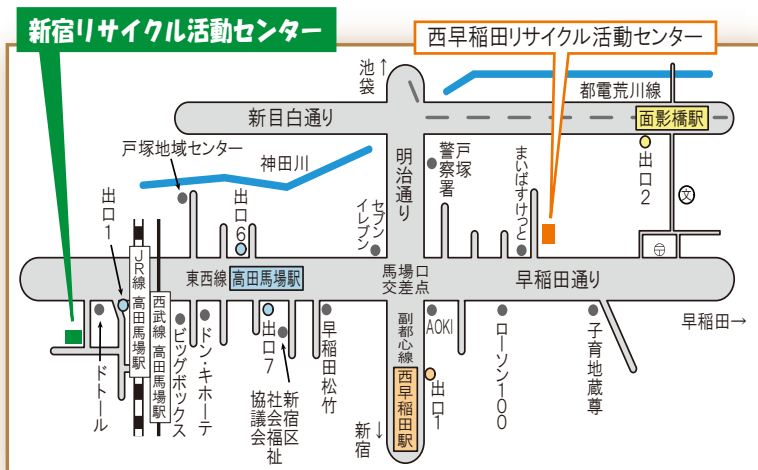 新宿リサイクル活動センター
西早稲田リサイクル活動センター
池袋↑
都電荒川線
新目白通り
面影橋駅
戸塚地域センター
神田川
明治通り
戸塚警察署
まいばすけっと
出口2
文
出口1
出口6
セブンイレブン
〒
JR線 高田馬場駅
西武線 高田馬場駅
東西線
高田馬場駅
馬場口交差点
早稲田通り
早稲田→
ドトール
ビッグボックス
ドン・キホーテ
出口7
新宿区社会福祉協議会
早稲田松竹
副都心線
西早稲田駅
AOKI
出口1
ローソン100
子育地蔵尊
新宿↓